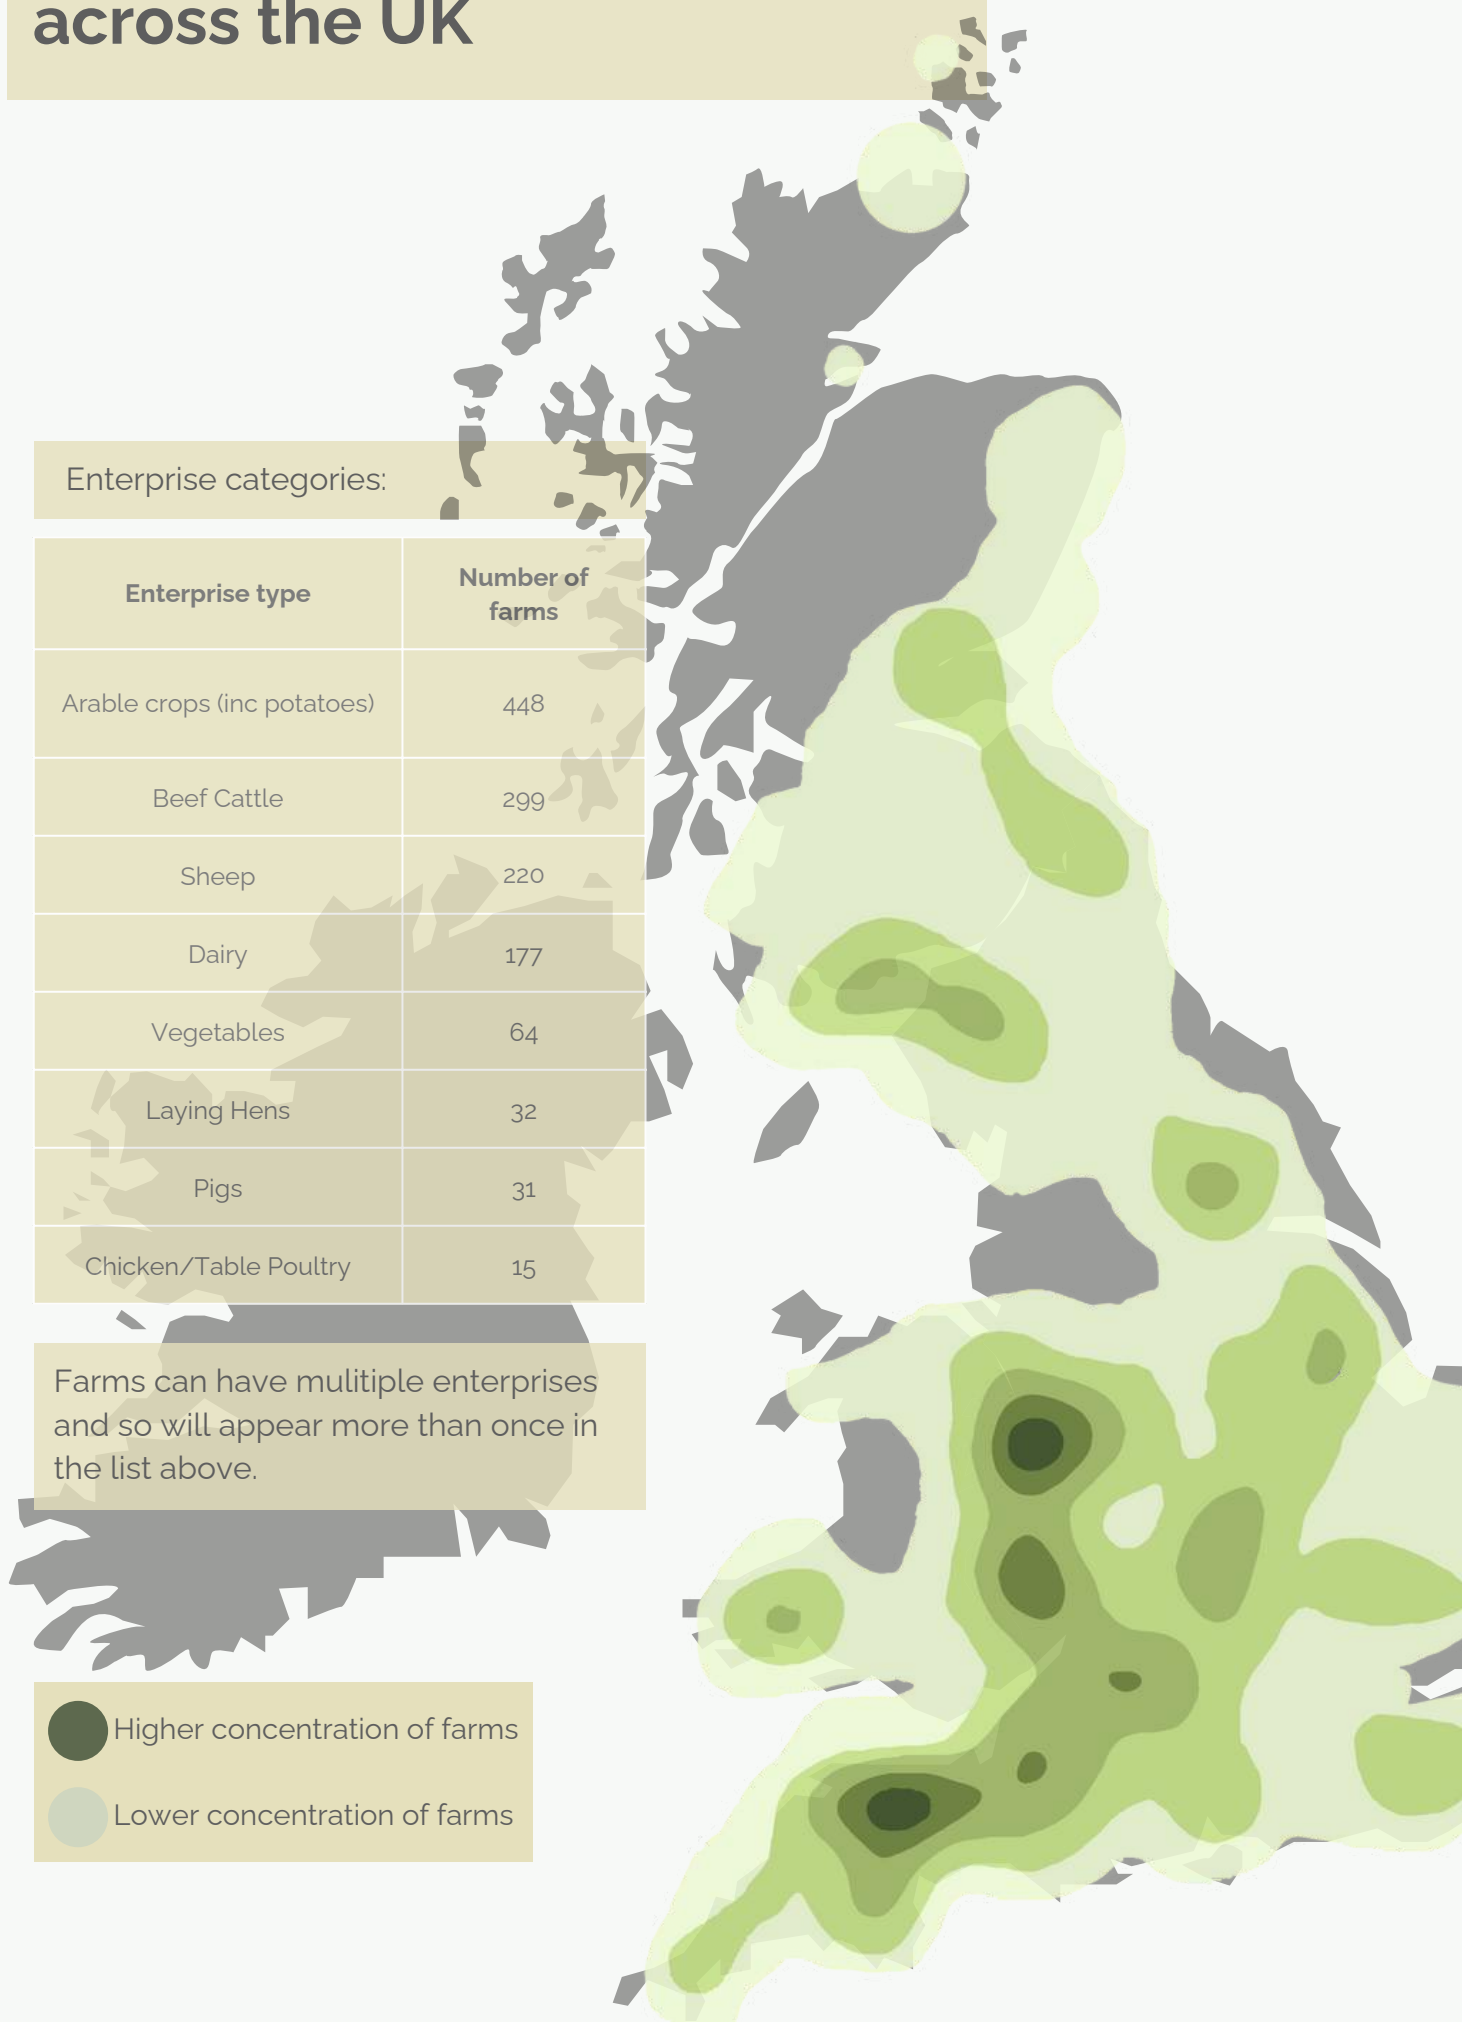 across the UK
Enterprise categories:
Enterprise type
Number of
farms
Arable crops (inc potatoes)
448
Beef Cattle
299
Sheep
220
Dairy
177
Vegetables
64
Laying Hens
32
Pigs
31
Chicken/Table Poultry
15
Farms can have mulitiple enterprises
and so will appear more than once in
the list above.
Higher concentration of farms
Lower concentration of farms